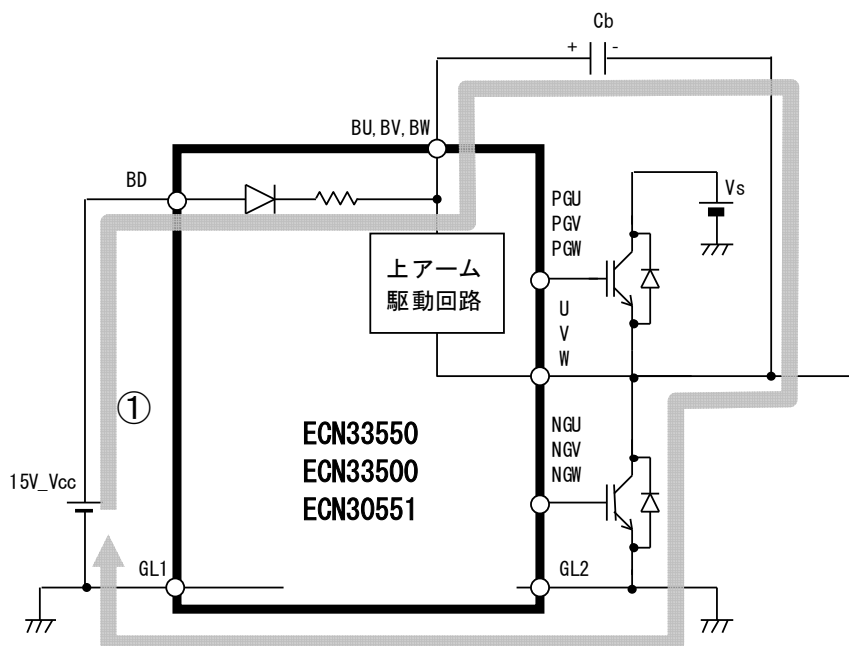 Cb
+ -
BU, BV, BW
BD
PGU
PGV
PGW
Vs
上アーム
駆動回路
U
V
W
①
ECN33550
ECN33500
ECN30551
NGU
NGV
NGW
15V_Vcc
GL1
GL2